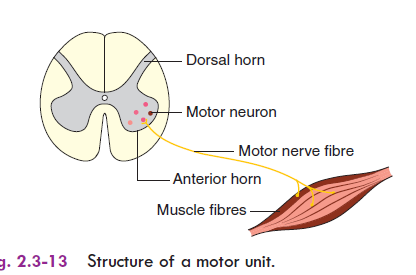 Dorsal horn
Motor neuron
Motor nerve fibre
Anterior horn
Muscle fibres
g. 2.3-13 Structure of a motor unit.